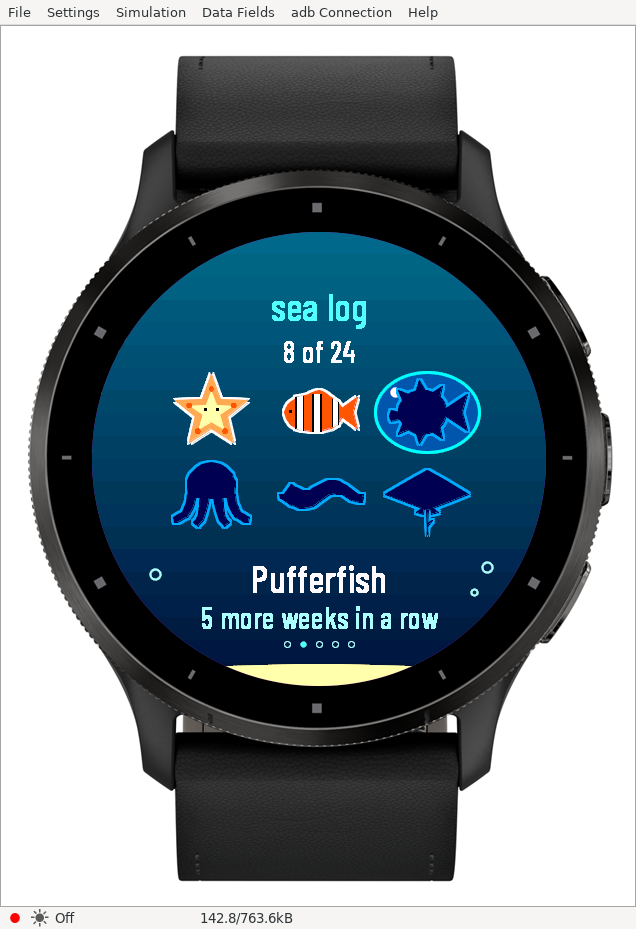 File Settings Simulation Data Fields adb Connection Help
sea log
8 of 24
Pufferfish
5 more weeks in a row
Off 142.8/763.6kB